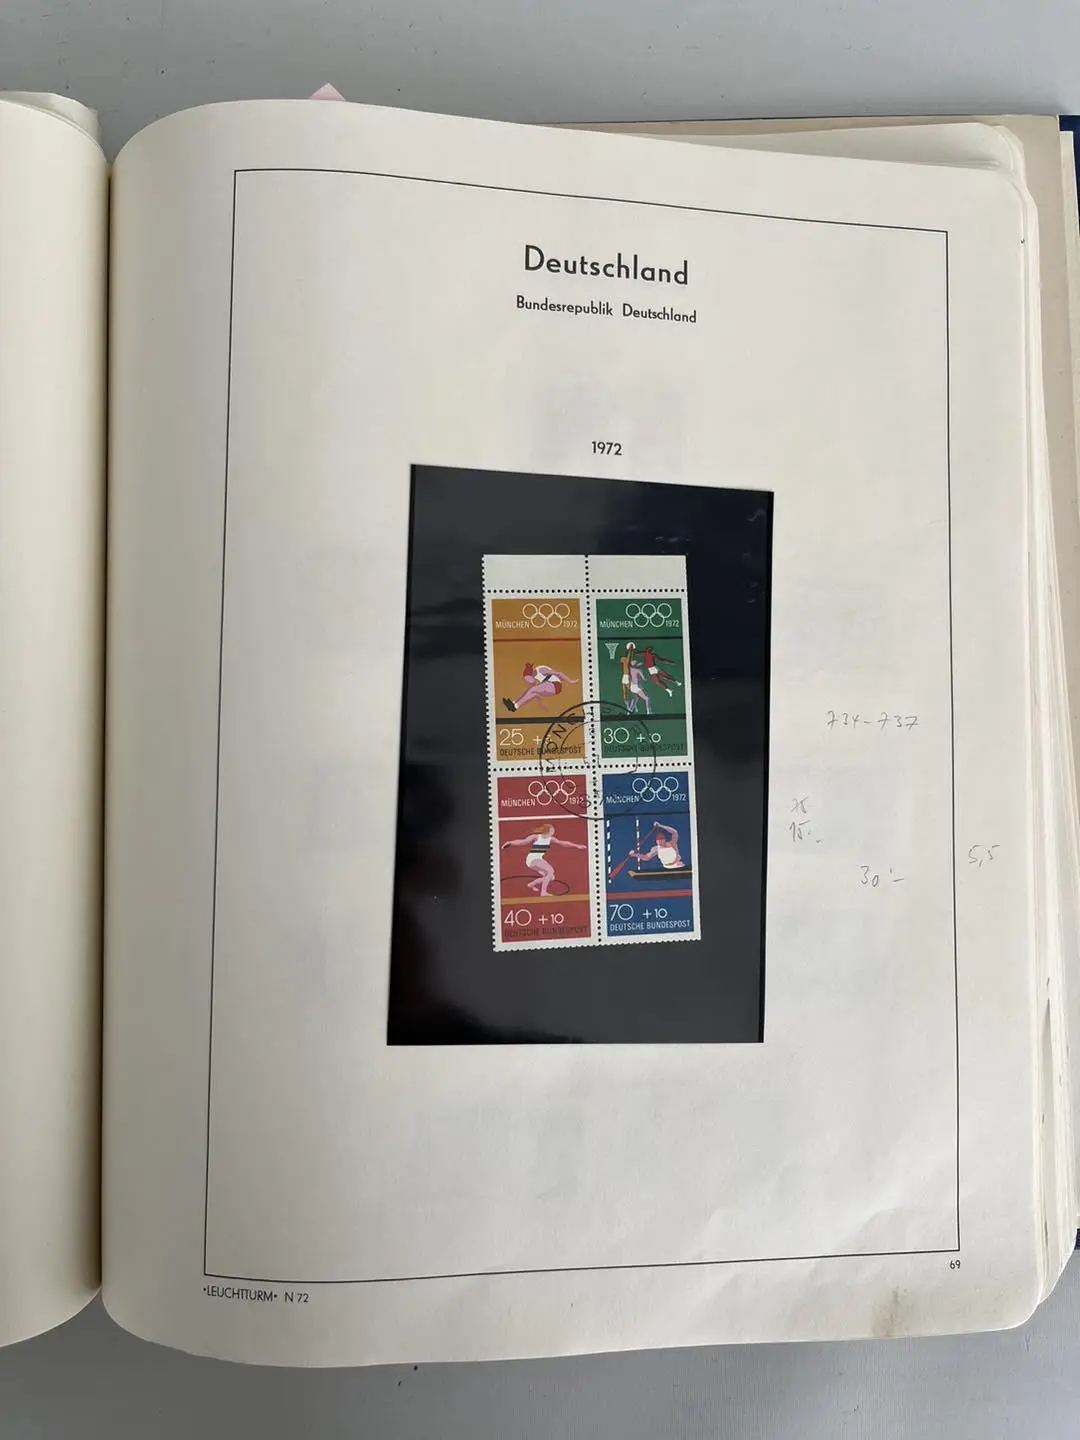 Deutschland
Bundesrepublik Deutschland
1972
MÜNCHEN 1972
25 +
DEUTSCHE BUNDESPOST
MÜNCHEN 1972
30 +10
DEUTSCHE BUNDESPOST
MÜNCHEN 1972
40 +10
DEUTSCHE BUNDESPOST
MÜNCHEN 1972
70 +10
DEUTSCHE BUNDESPOST
734-737
30,-
5,5
69
•LEUCHTTURM• N 72